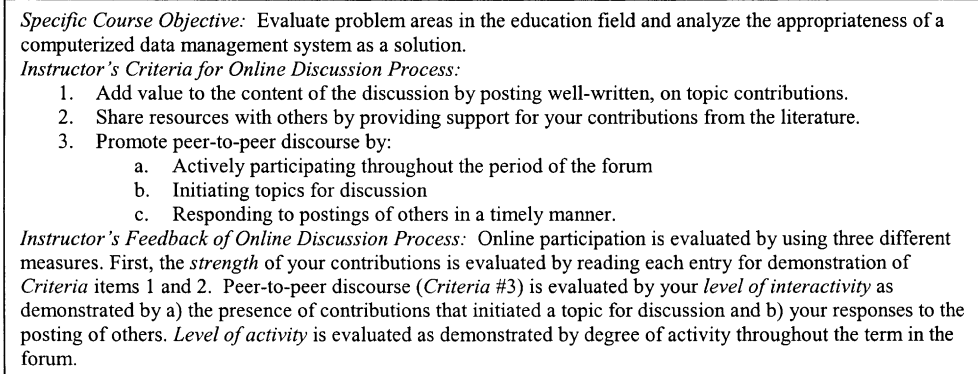 Specific Course Objective: Evaluate problem areas in the education field and analyze the appropriateness of a
computerized data management system as a solution.
Instructor's Criteria for Online Discussion Process:
1. Add value to the content of the discussion by posting well-written, on topic contributions.
2. Share resources with others by providing support for your contributions from the literature.
3. Promote peer-to-peer discourse by:
a. Actively participating throughout the period of the forum
b. Initiating topics for discussion
c. Responding to postings of others in a timely manner.
Instructor's Feedback of Online Discussion Process: Online participation is evaluated by using three different
measures. First, the strength of your contributions is evaluated by reading each entry for demonstration of
Criteria items 1 and 2. Peer-to-peer discourse (Criteria #3) is evaluated by your level of interactivity as
demonstrated by a) the presence of contributions that initiated a topic for discussion and b) your responses to the
posting of others. Level of activity is evaluated as demonstrated by degree of activity throughout the term in the
forum.